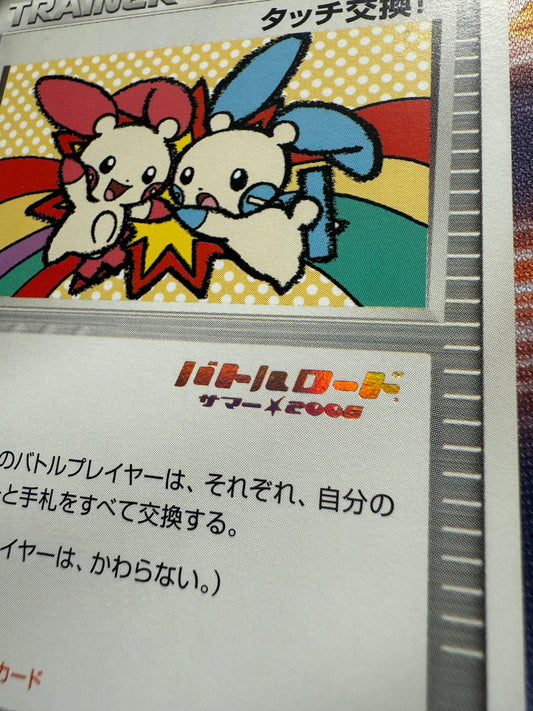 TRAINER
タッチ交換!
バトルロード
サマー★2006
のバトルプレイヤーは、それぞれ、自分の
と手札をすべて交換する。
イヤーは、かわらない。)
カード